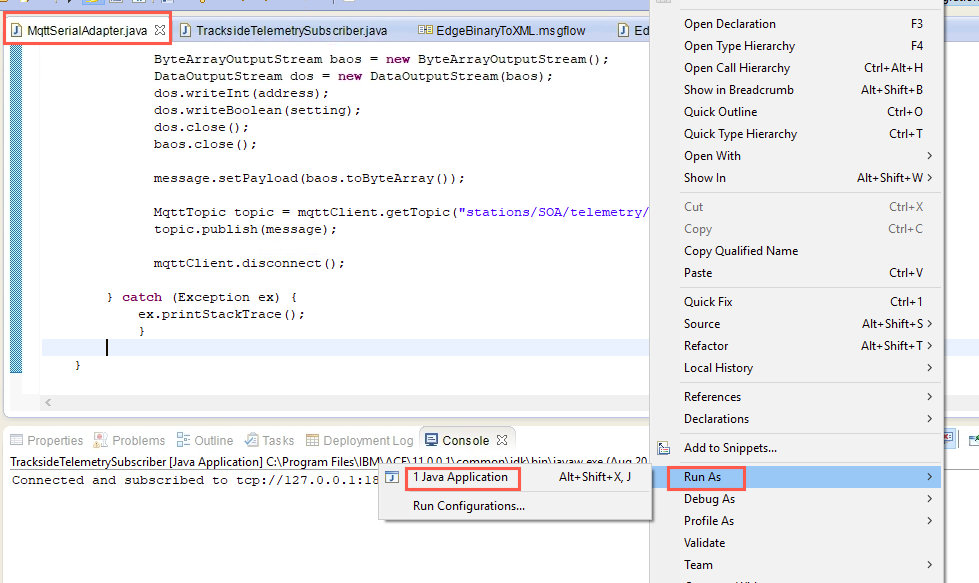 MqttSerialAdapter.java
TracksideTelemetrySubscriber.java
EdgeBinaryToXML.msgflow
Ed
ByteArrayOutputStream baos = new ByteArrayOutputStream();
DataOutputStream dos = new DataOutputStream(baos);
dos.writeInt(address);
dos.writeBoolean(setting);
dos.close();
baos.close();
message.setPayload(baos.toByteArray());
MqttTopic topic = mqttClient.getTopic("stations/SOA/telemetry/
topic.publish(message);
mqttClient.disconnect();
} catch (Exception ex) {
ex.printStackTrace();
}
}
Properties
Problems
Outline
Tasks
Deployment Log
Console
TracksideTelemetrySubscriber [Java Application] C:\Program Files\IBM\ACE\11.0.0.1\common\jdk\bin\javaw.exe (Aug 20
Connected and subscribed to tcp://127.0.0.1:18
1 Java Application Alt+Shift+X, J
Run Configurations...
Open Declaration F3
Open Type Hierarchy F4
Open Call Hierarchy Ctrl+Alt+H
Show in Breadcrumb Alt+Shift+B
Quick Outline Ctrl+O
Quick Type Hierarchy Ctrl+T
Open With >
Show In Alt+Shift+W >
Cut Ctrl+X
Copy Ctrl+C
Copy Qualified Name
Paste Ctrl+V
Quick Fix Ctrl+1
Source Alt+Shift+S >
Refactor Alt+Shift+T >
Local History >
References >
Declarations >
Add to Snippets...
Run As >
Debug As >
Profile As >
Validate
Team >